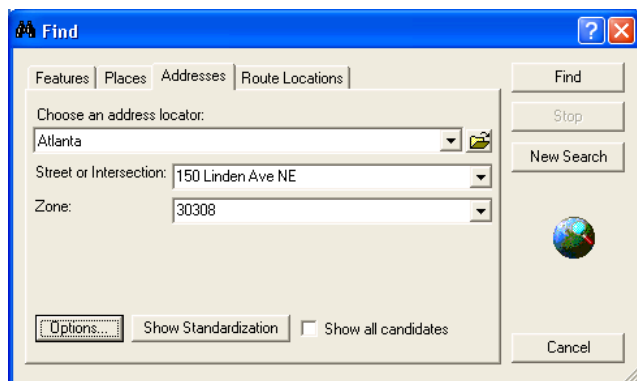 Find
Features Places Addresses Route Locations
Find
Choose an address locator:
Stop
Atlanta
New Search
Street or Intersection: 150 Linden Ave NE
Zone: 30308
Options... Show Standardization Show all candidates
Cancel